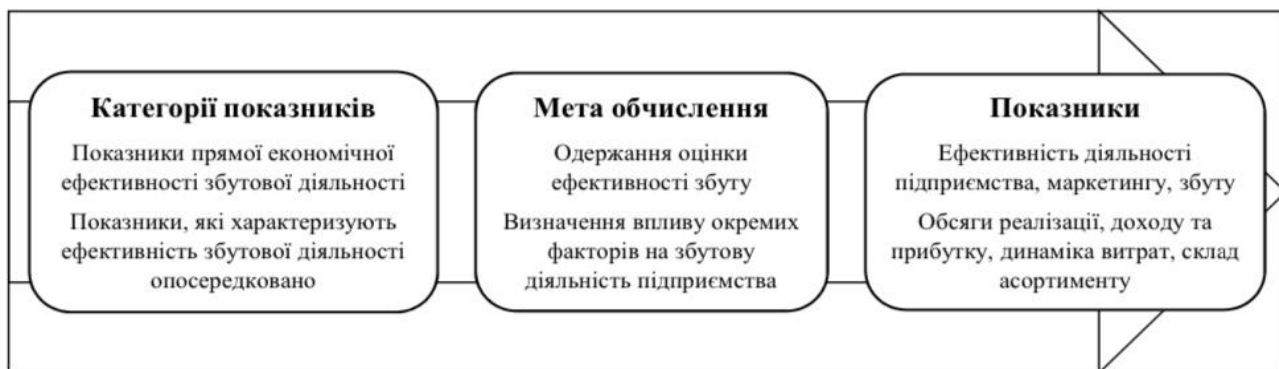 Категорії показників
Показники прямої економічної
ефективності збутової діяльності
Показники, які характеризують
ефективність збутової діяльності
опосередковано
Мета обчислення
Одержання оцінки
ефективності збуту
Визначення впливу окремих
факторів на збутову
діяльність підприємства
Показники
Ефективність діяльності
підприємства, маркетингу, збуту
Обсяги реалізації, доходу та
прибутку, динаміка витрат, склад
асортименту